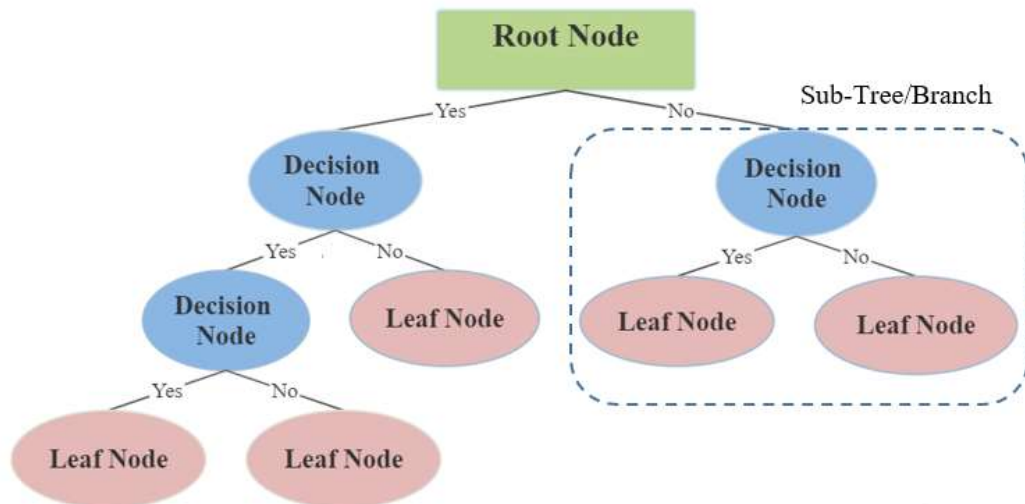 Root Node
Sub-Tree/Branch
Yes
No
Decision
Node
Decision
Node
Yes
No
Yes
No
Decision
Node
Leaf Node
Leaf Node
Leaf Node
Yes
No
Leaf Node
Leaf Node